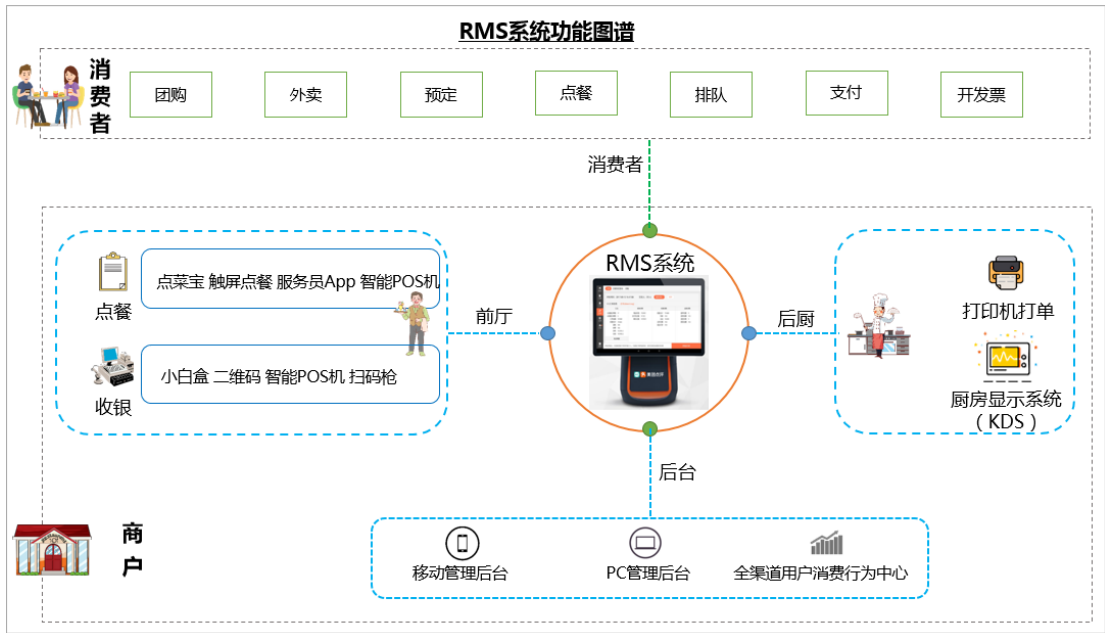 RMS系统功能图谱
消费者
团购
外卖
预定
点餐
排队
支付
开发票
消费者
RMS系统
点餐
点菜宝 触屏点餐 服务员App 智能POS机
收银
小白盒 二维码 智能POS机 扫码枪
前厅
后厨
打印机打单
厨房显示系统
（KDS）
后台
商户
移动管理后台
PC管理后台
全渠道用户消费行为中心